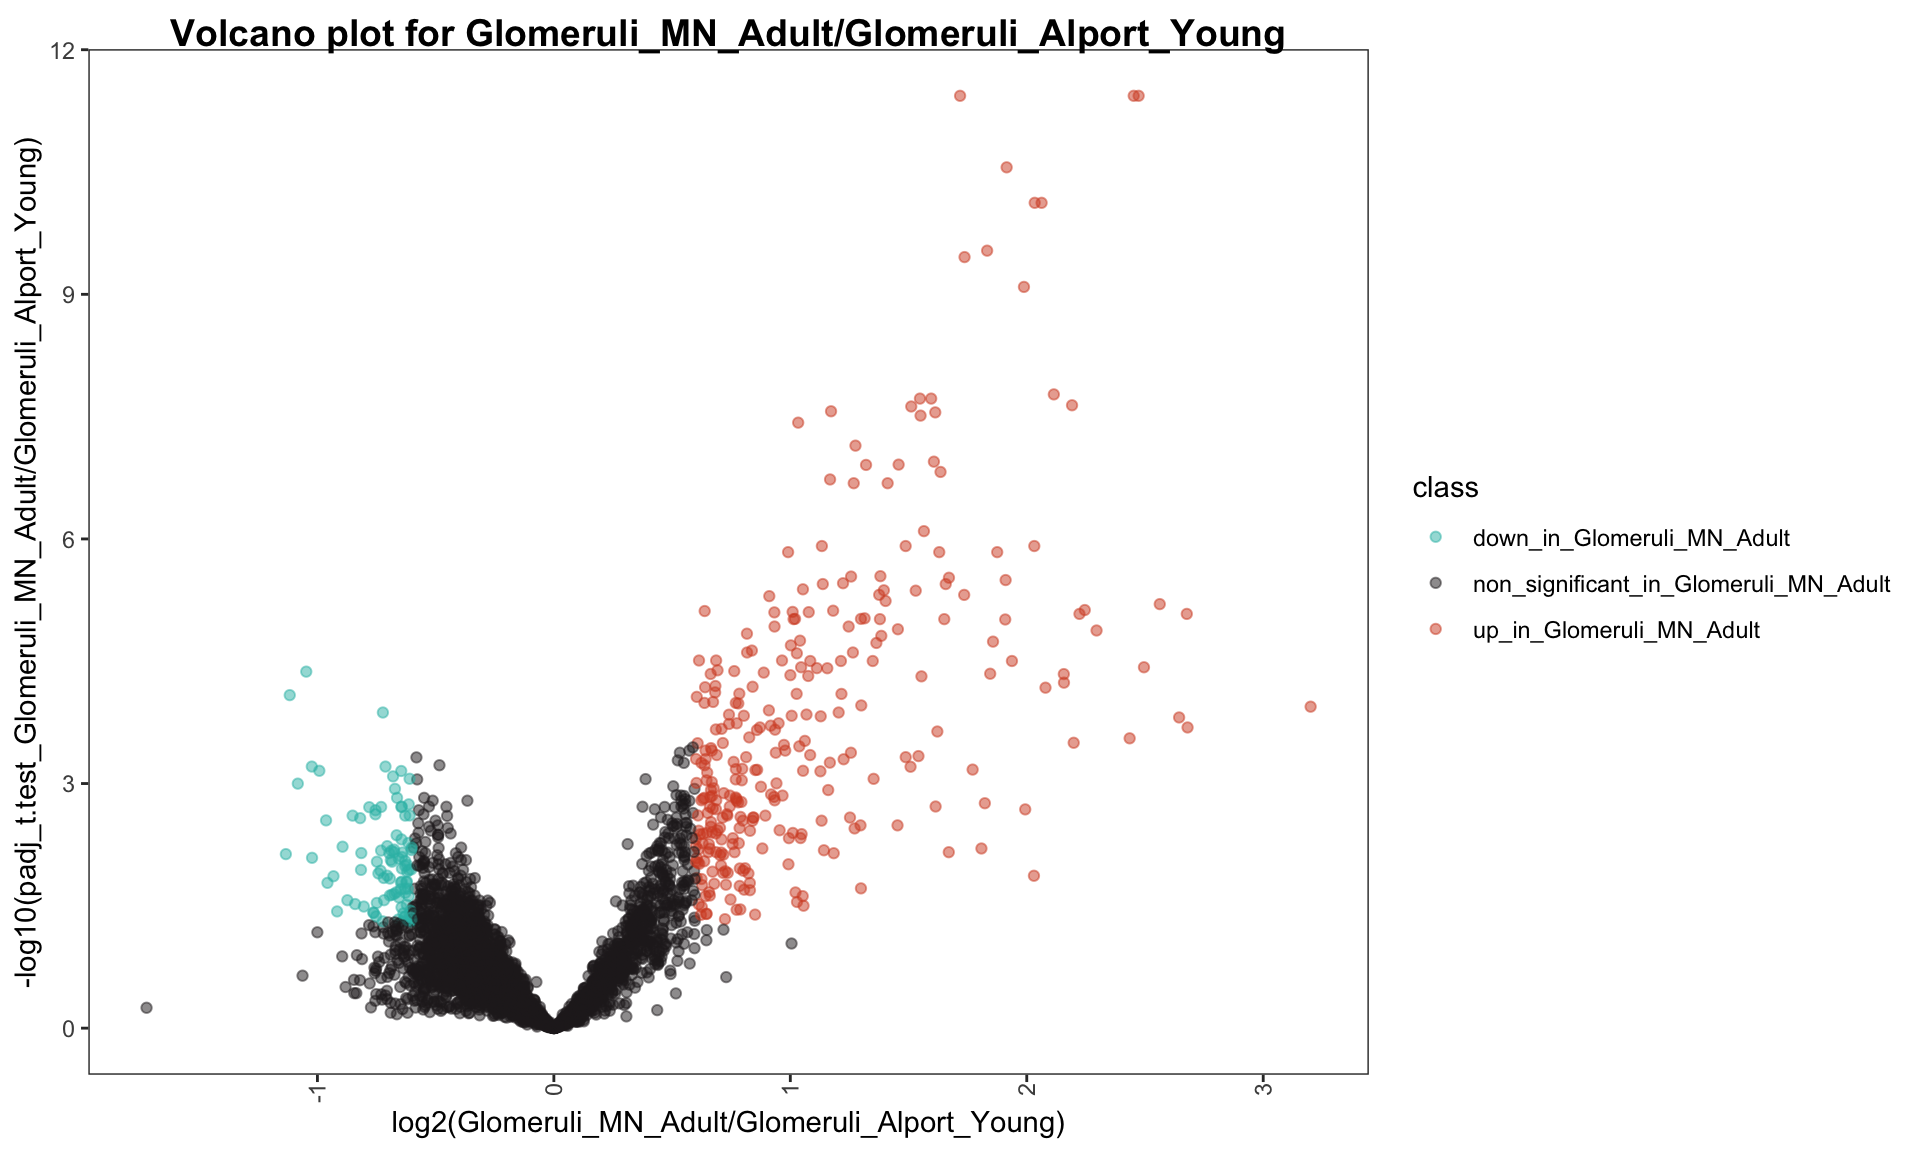 Volcano plot for Glomeruli_MN_Adult/Glomeruli_Alport_Young
-log10(padj_t.test_Glomeruli_MN_Adult/Glomeruli_Alport_Young)
12
9
6
3
0
-1
0
1
2
3
log2(Glomeruli_MN_Adult/Glomeruli_Alport_Young)
class
down_in_Glomeruli_MN_Adult
non_significant_in_Glomeruli_MN_Adult
up_in_Glomeruli_MN_Adult